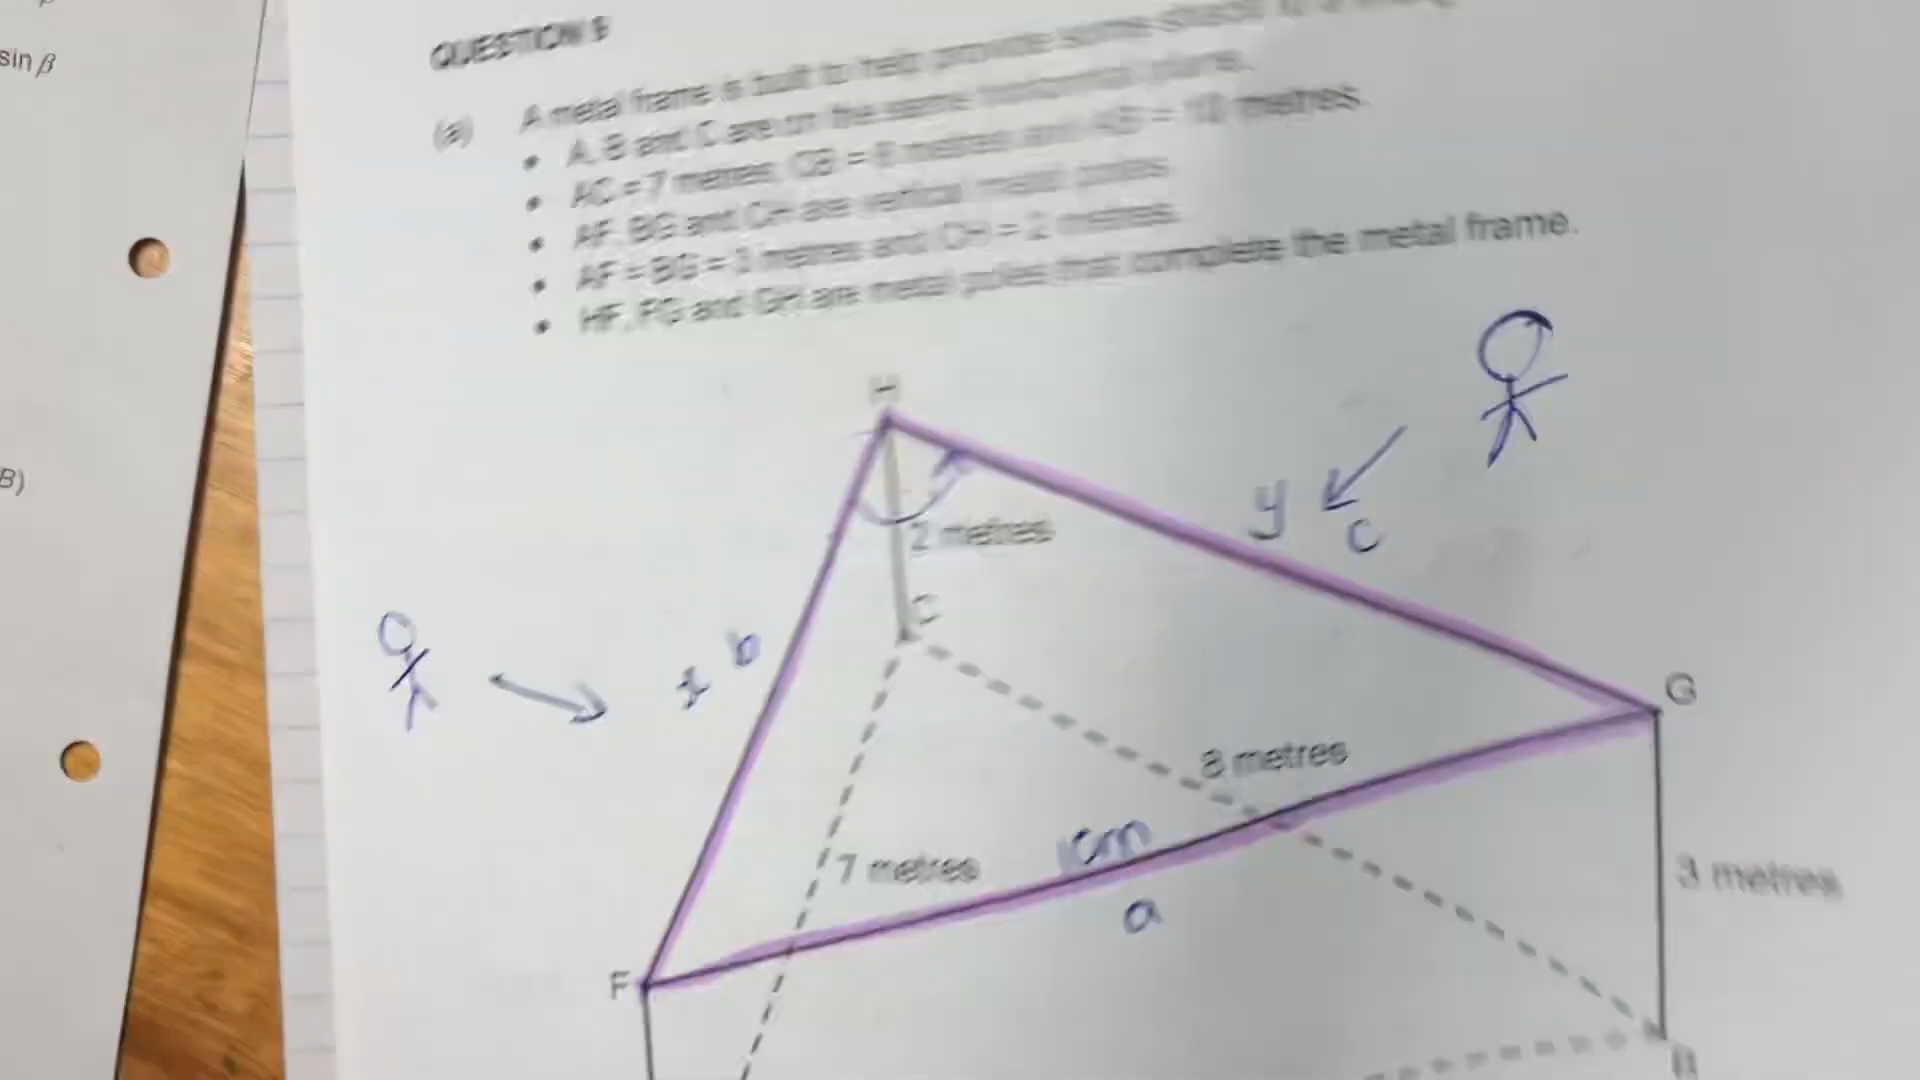 sin β
B)
QUESTION 9
(a) A metal frame is built to help provide some
• A, B and C are on the same horizontal plane.
• AC = 7 metres, CB = 8 metres and AB = 10 metres.
• AF, BG and CH are vertical metal poles.
• AF = BG = 3 metres and CH = 2 metres.
• HF, FG and GH are metal poles that complete the metal frame.
H
y
c
2 metres
C
b
x
G
8 metres
10m
7 metres
3 metres
a
F
B